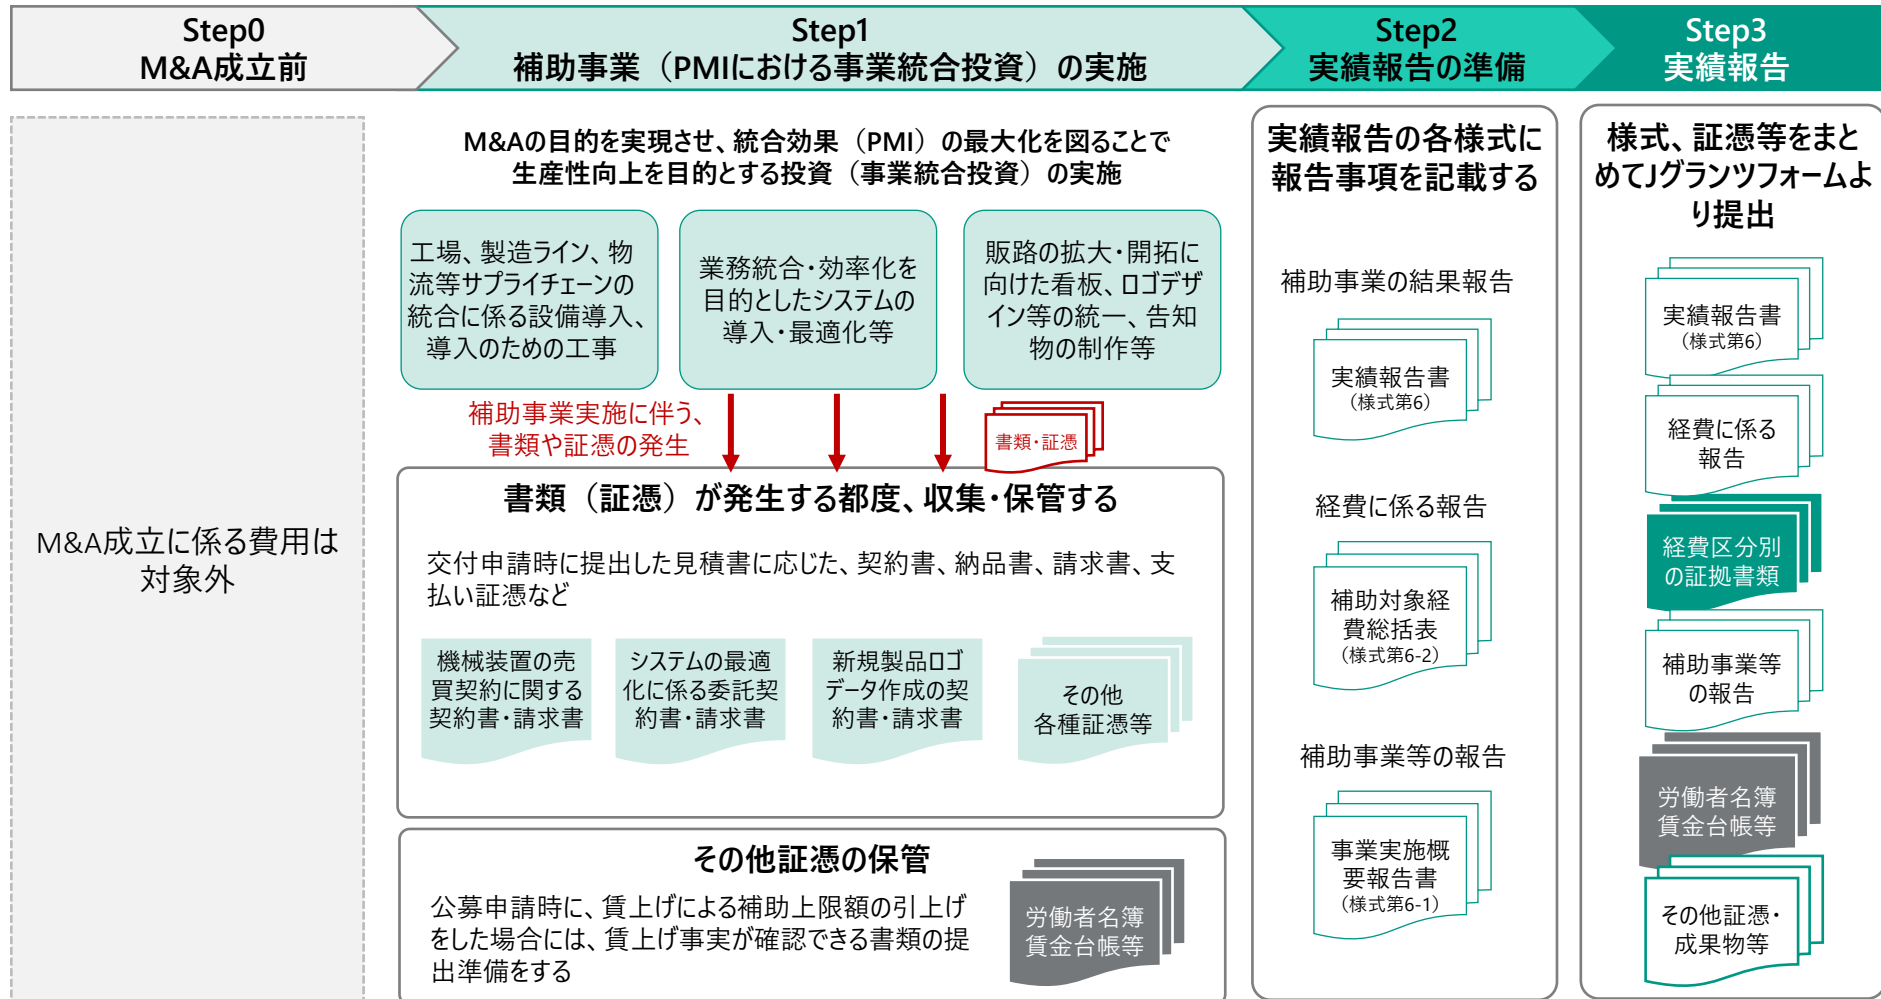 Step0
M&A成立前
Step1
補助事業（PMIにおける事業統合投資）の実施
Step2
実績報告の準備
Step3
実績報告
M&A成立に係る費用は
対象外
M&Aの目的を実現させ、統合効果（PMI）の最大化を図ることで
生産性向上を目的とする投資（事業統合投資）の実施
工場、製造ライン、物
流等サプライチェーンの
統合に係る設備導入、
導入のための工事
業務統合・効率化を
目的としたシステムの
導入・最適化等
販路の拡大・開拓に
向けた看板、ロゴデザ
イン等の統一、告知
物の制作等
補助事業実施に伴う、
書類や証憑の発生
書類・証憑
書類（証憑）が発生する都度、収集・保管する
交付申請時に提出した見積書に応じた、契約書、納品書、請求書、支
払い証憑など
機械装置の売
買契約に関する
契約書・請求書
システムの最適
化に係る委託契
約書・請求書
新規製品ロゴ
データ作成の契
約書・請求書
その他
各種証憑等
その他証憑の保管
公募申請時に、賃上げによる補助上限額の引上げ
をした場合には、賃上げ事実が確認できる書類の提
出準備をする
労働者名簿
賃金台帳等
実績報告の各様式に
報告事項を記載する
補助事業の結果報告
実績報告書
（様式第6）
経費に係る報告
補助対象経
費総括表
（様式第6-2）
補助事業等の報告
事業実施概
要報告書
（様式第6-1）
様式、証憑等をまと
めてJグランツフォームよ
り提出
実績報告書
（様式第6）
経費に係る
報告
経費区分別
の証拠書類
補助事業等
の報告
労働者名簿
賃金台帳等
その他証憑・
成果物等